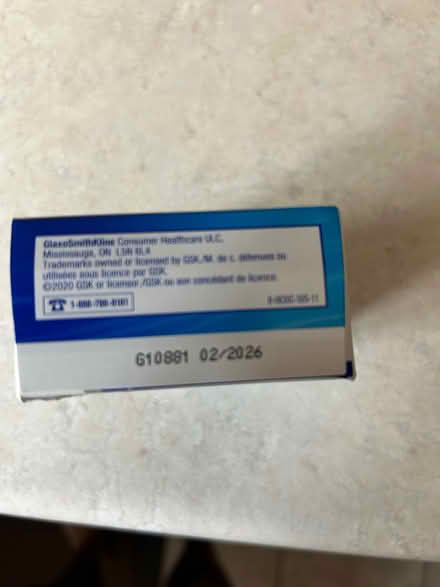 GlaxoSmithKline Consumer Healthcare ULC.
Mississauga, ON L5N 6L4
Trademarks owned or licensed by GSK./M. de c. détenues ou
utilisées sous licence par GSK.
©2020 GSK or licensor./GSK ou son concédant de licence.
1-888-788-8181
G10881 02/2026